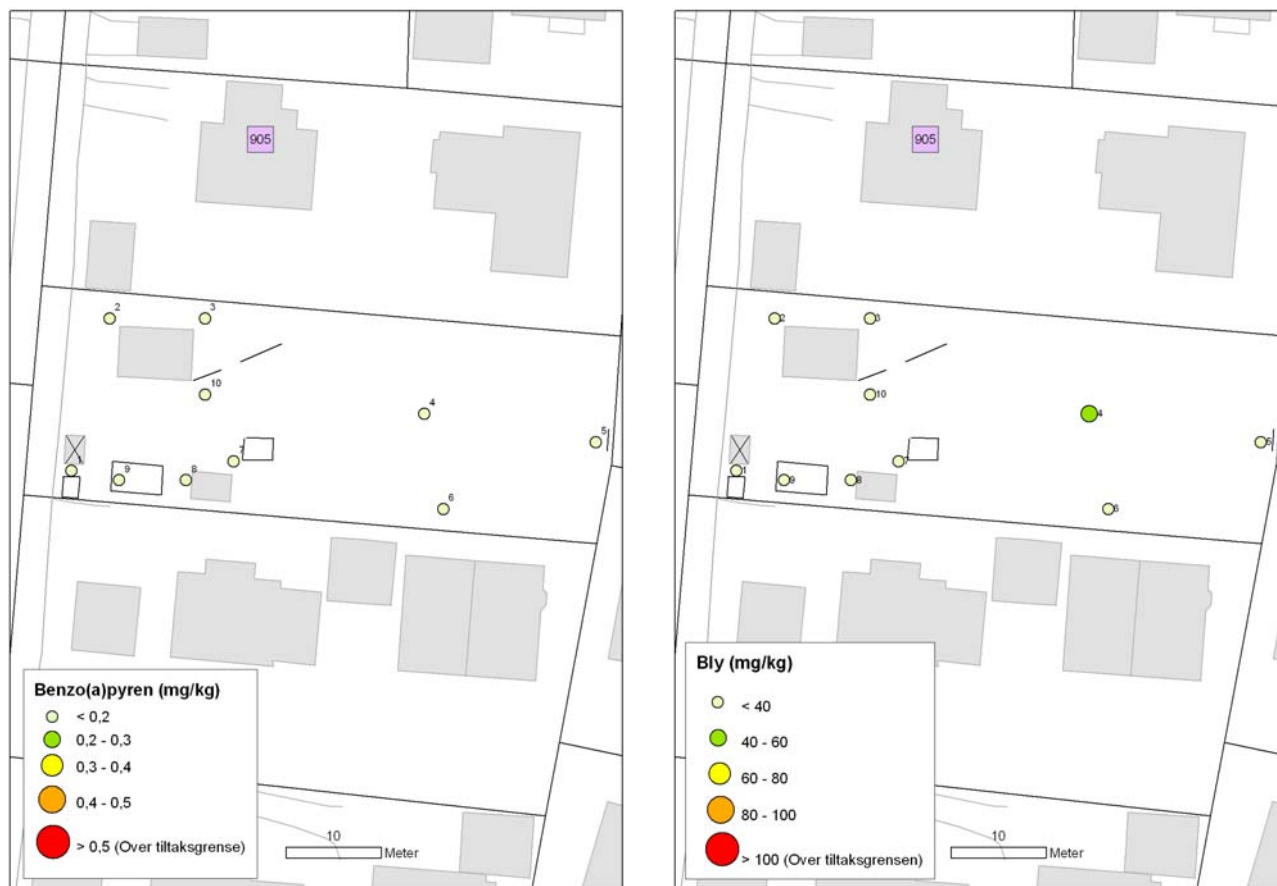 905
2
3
10
4
5
1
7
9
8
6
Benzo(a)pyren (mg/kg)
< 0,2
0,2 - 0,3
0,3 - 0,4
0,4 - 0,5
> 0,5 (Over tiltaksgrense)
10
Meter
905
2
3
10
4
5
1
7
9
8
6
Bly (mg/kg)
< 40
40 - 60
60 - 80
80 - 100
> 100 (Over tiltaksgrensen)
10
Meter